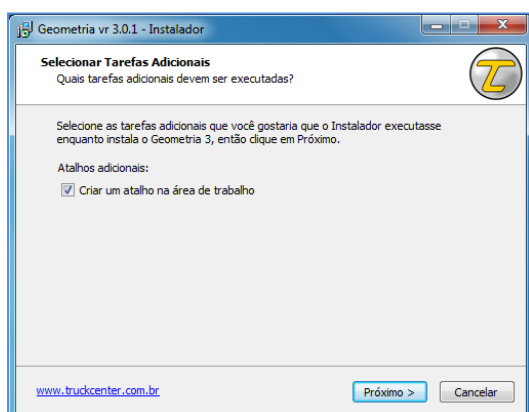 Geometria vr 3.0.1 - Instalador
Selecionar Tarefas Adicionais
Quais tarefas adicionais devem ser executadas?
Selecione as tarefas adicionais que você gostaria que o Instalador executasse
enquanto instala o Geometria 3, então clique em Próximo.
Atalhos adicionais:
Criar um atalho na área de trabalho
www.truckcenter.com.br
Próximo >
Cancelar